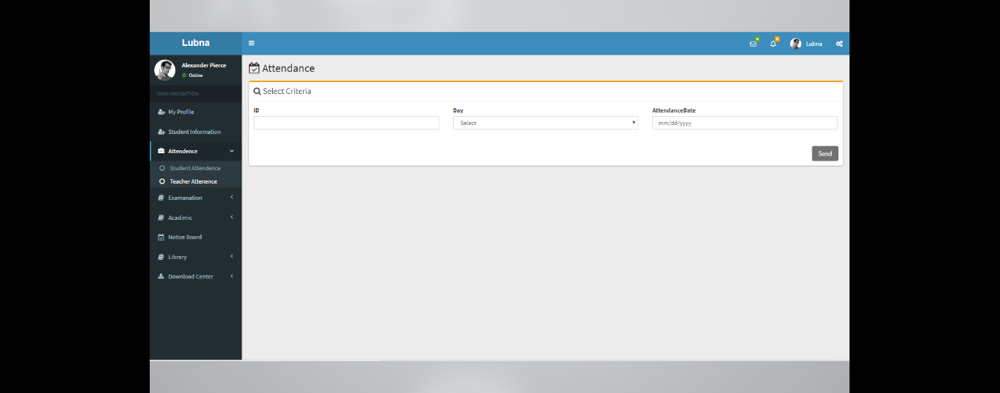 Lubna
4
8
Lubna
Alexander Pierce
Online
MAIN NAVIGATION
My Profile
Student Information
Attendence
Student Attendence
Teacher Attenence
Examanation
Acadimic
Notice Board
Library
Download Center
Attendance
Select Criteria
ID
Day
AttendanceDate
Select
mm/dd/yyyy
Send